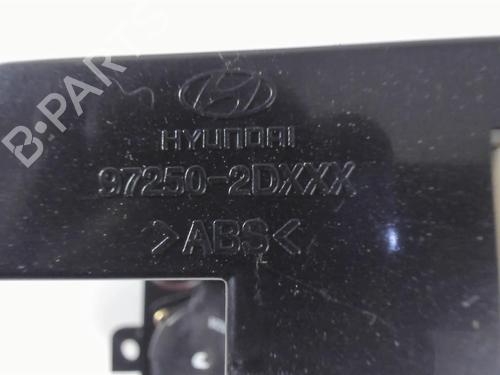 HYUNDAI
97250-2DXXX
>ABS<
B-PARTS